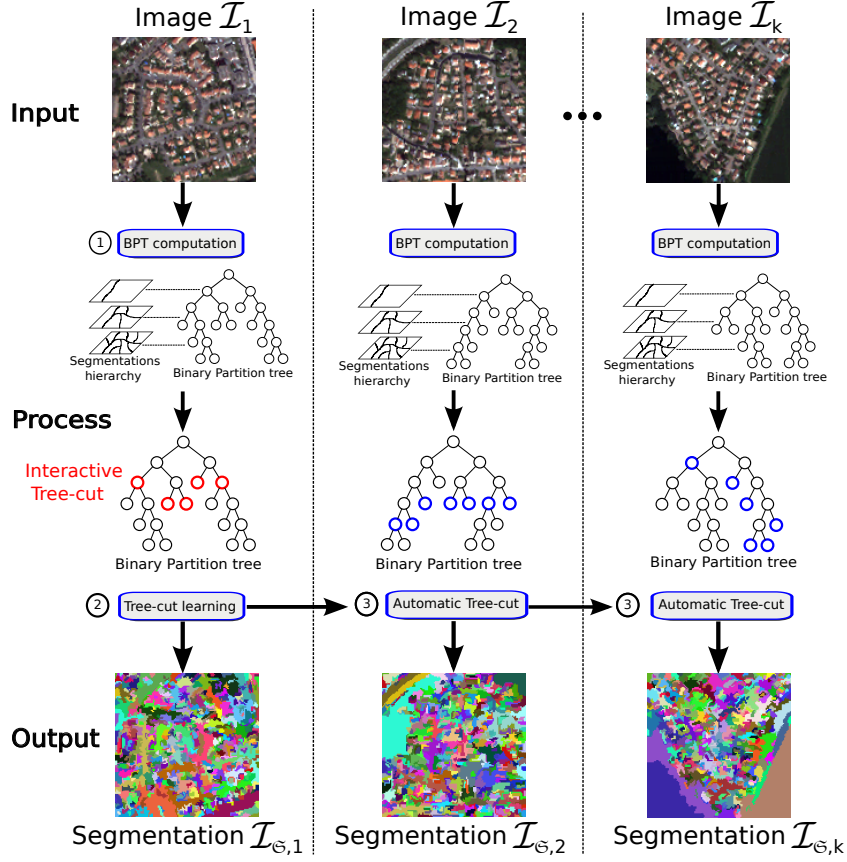 Image 𝓘1
Image 𝓘2
Image 𝓘k
Input
•••
1 BPT computation
BPT computation
BPT computation
Segmentations hierarchy
Binary Partition tree
Segmentations hierarchy
Binary Partition tree
Segmentations hierarchy
Binary Partition tree
Process
Interactive
Tree-cut
Binary Partition tree
Binary Partition tree
Binary Partition tree
2 Tree-cut learning
3 Automatic Tree-cut
3 Automatic Tree-cut
Output
Segmentation 𝓘𝔖,1
Segmentation 𝓘𝔖,2
Segmentation 𝓘𝔖,k